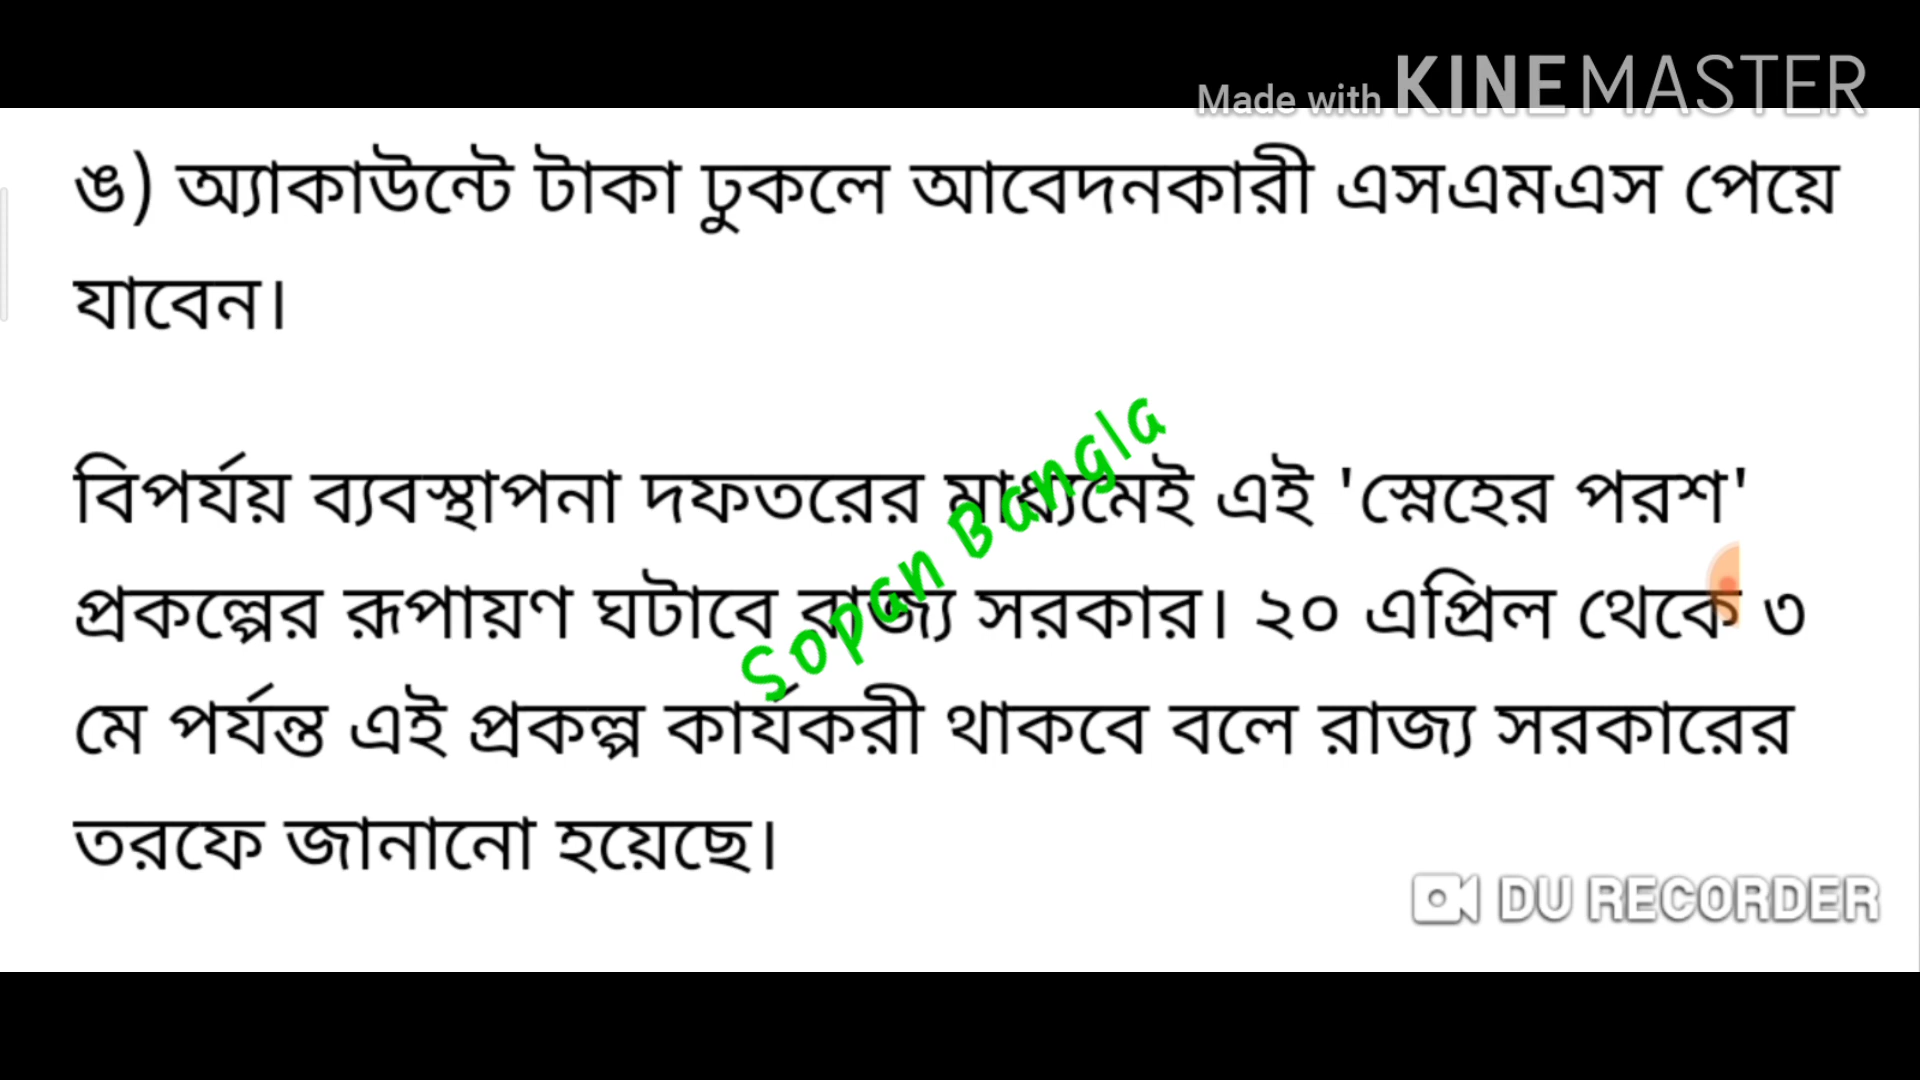 Made with KINEMASTER
ঙ) অ্যাকাউন্টে টাকা ঢুকলে আবেদনকারী এসএমএস পেয়ে
যাবেন।
বিপর্যয় ব্যবস্থাপনা দফতরের মাধ্যমেই এই 'স্নেহের পরশ'
প্রকল্পের রূপায়ণ ঘটাবে রাজ্য সরকার। ২০ এপ্রিল থেকে ৩
মে পর্যন্ত এই প্রকল্প কার্যকরী থাকবে বলে রাজ্য সরকারের
তরফে জানানো হয়েছে।
Sopan Bangla
DU RECORDER